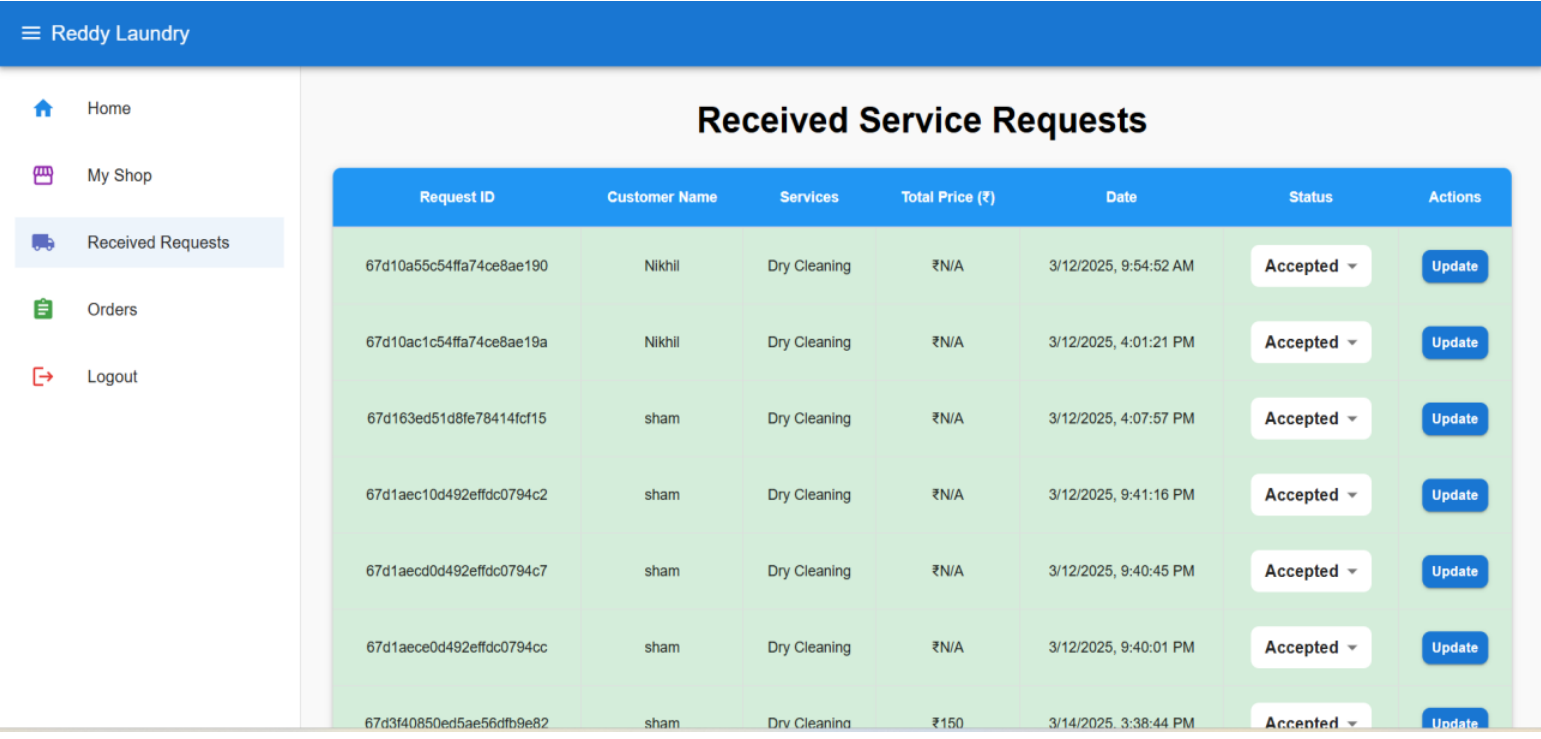 Reddy Laundry
Home
My Shop
Received Requests
Orders
Logout
Received Service Requests
Request ID Customer Name Services Total Price (₹) Date Status Actions
67d10a55c54ffa74ce8ae190 Nikhil Dry Cleaning ₹N/A 3/12/2025, 9:54:52 AM Accepted Update
67d10ac1c54ffa74ce8ae19a Nikhil Dry Cleaning ₹N/A 3/12/2025, 4:01:21 PM Accepted Update
67d163ed51d8fe78414fcf15 sham Dry Cleaning ₹N/A 3/12/2025, 4:07:57 PM Accepted Update
67d1aec10d492effdc0794c2 sham Dry Cleaning ₹N/A 3/12/2025, 9:41:16 PM Accepted Update
67d1aecd0d492effdc0794c7 sham Dry Cleaning ₹N/A 3/12/2025, 9:40:45 PM Accepted Update
67d1aece0d492effdc0794cc sham Dry Cleaning ₹N/A 3/12/2025, 9:40:01 PM Accepted Update
67d3f40850ed5ae56dfb9e82 sham Dry Cleaning ₹150 3/14/2025, 3:38:44 PM Accepted Update